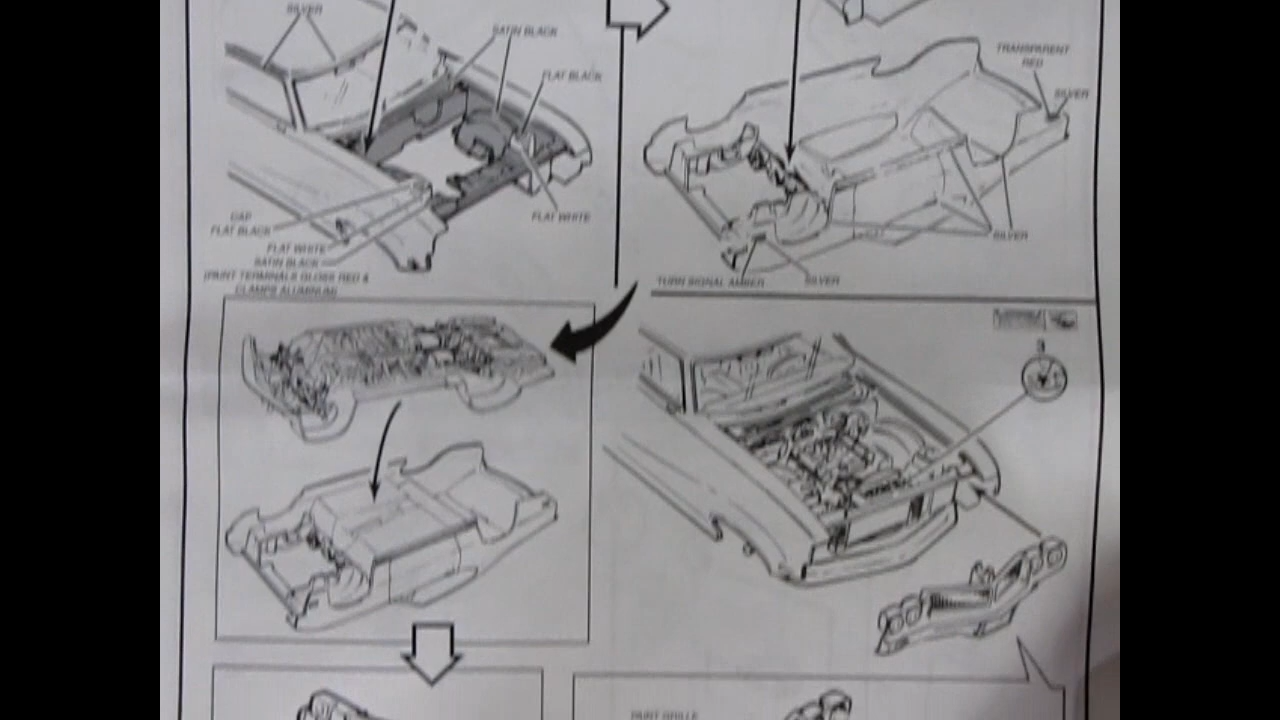 SILVER
SATIN BLACK
FLAT BLACK
CAP
FLAT BLACK
FLAT WHITE
SATIN BLACK
(PAINT TERMINALS GLOSS RED &
CLAMPS ALUMINUM)
FLAT WHITE
TRANSPARENT
RED
SILVER
SILVER
TURN SIGNAL AMBER
SILVER
3
PAINT GRILLE